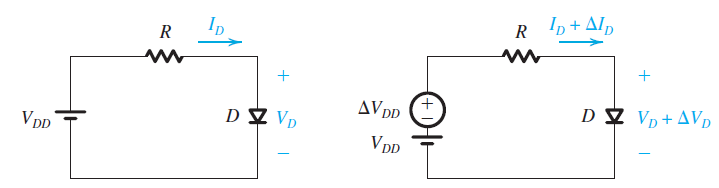 R
I_D
V_DD
D
+
V_D
−
R
I_D + ΔI_D
ΔV_DD
+
−
V_DD
D
+
V_D + ΔV_D
−